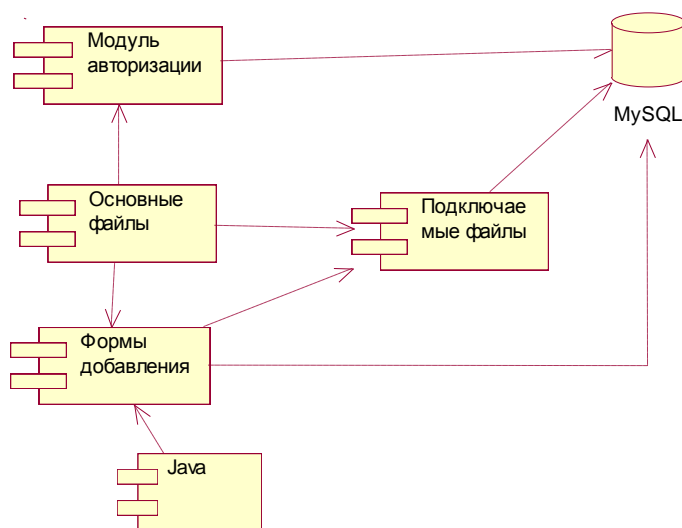 Модуль
авторизации
MySQL
Основные
файлы
Подключае
мые файлы
Формы
добавления
Java